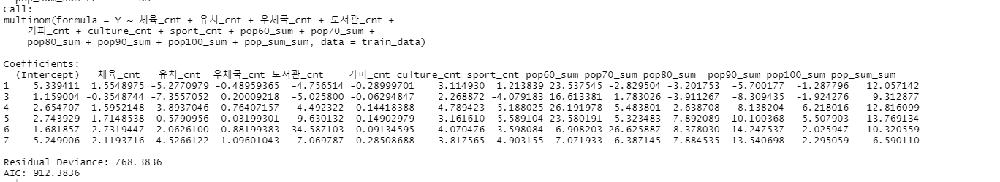 Call:
multinom(formula = Y ~ 체육_cnt + 유치_cnt + 우체국_cnt + 도서관_cnt +
    기피_cnt + culture_cnt + sport_cnt + pop60_sum + pop70_sum +
    pop80_sum + pop90_sum + pop100_sum + pop_sum_sum, data = train_data)

Coefficients:
  (Intercept)   체육_cnt   유치_cnt  우체국_cnt 도서관_cnt    기피_cnt culture_cnt sport_cnt pop60_sum pop70_sum pop80_sum  pop90_sum pop100_sum pop_sum_sum
1    5.339411  1.5548975 -5.2770979 -0.48959365  -4.756514 -0.28999701    3.114930  1.213839 23.537545 -2.829504 -3.201753  -5.700177  -1.287796   12.057142
3    1.159004 -0.3548744 -7.3557052  0.20009218  -5.025800 -0.06294847    2.268872 -4.079183 16.613381  1.783026 -3.911267  -8.309435  -1.924276    9.312877
4    2.654707 -1.5952148 -3.8937046 -0.76407157  -4.492322 -0.14418388    4.789423 -5.188025 26.191978 -5.483801 -2.638708  -8.138204  -6.218016   12.816099
5    2.743929  1.7148538 -0.5790956  0.03199301  -9.630132 -0.14902979    3.161610 -5.589104 23.580191  5.323483 -7.892089 -10.100368  -5.507903   13.769134
6   -1.681857 -2.7319447  2.0626100 -0.88199383 -34.587103  0.09134595    4.070476  3.598084  6.908203 26.625887 -8.378030 -14.247537  -2.025947   10.320559
7    5.249006 -2.1193716  4.5266112  1.09601043  -7.069787 -0.28508688    3.817565  4.903155  7.071933  6.387145  7.884535 -13.540698  -2.295059    6.590110

Residual Deviance: 768.3836
AIC: 912.3836